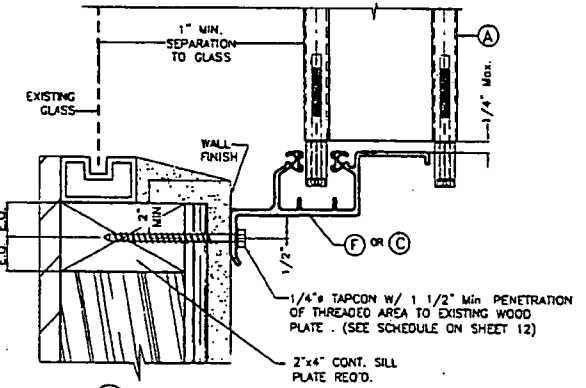 1" MIN.
SEPARATION
TO GLASS
A
EXISTING
GLASS
1/4" Max.
WALL
FINISH
2"
MIN
E.Q.
E.Q.
1/2"
F OR C
1/4"ø TAPCON W/ 1 1/2" Min PENETRATION
OF THREADED AREA TO EXISTING WOOD
PLATE . (SEE SCHEDULE ON SHEET 12)
2"x4" CONT. SILL
PLATE REQ'D.